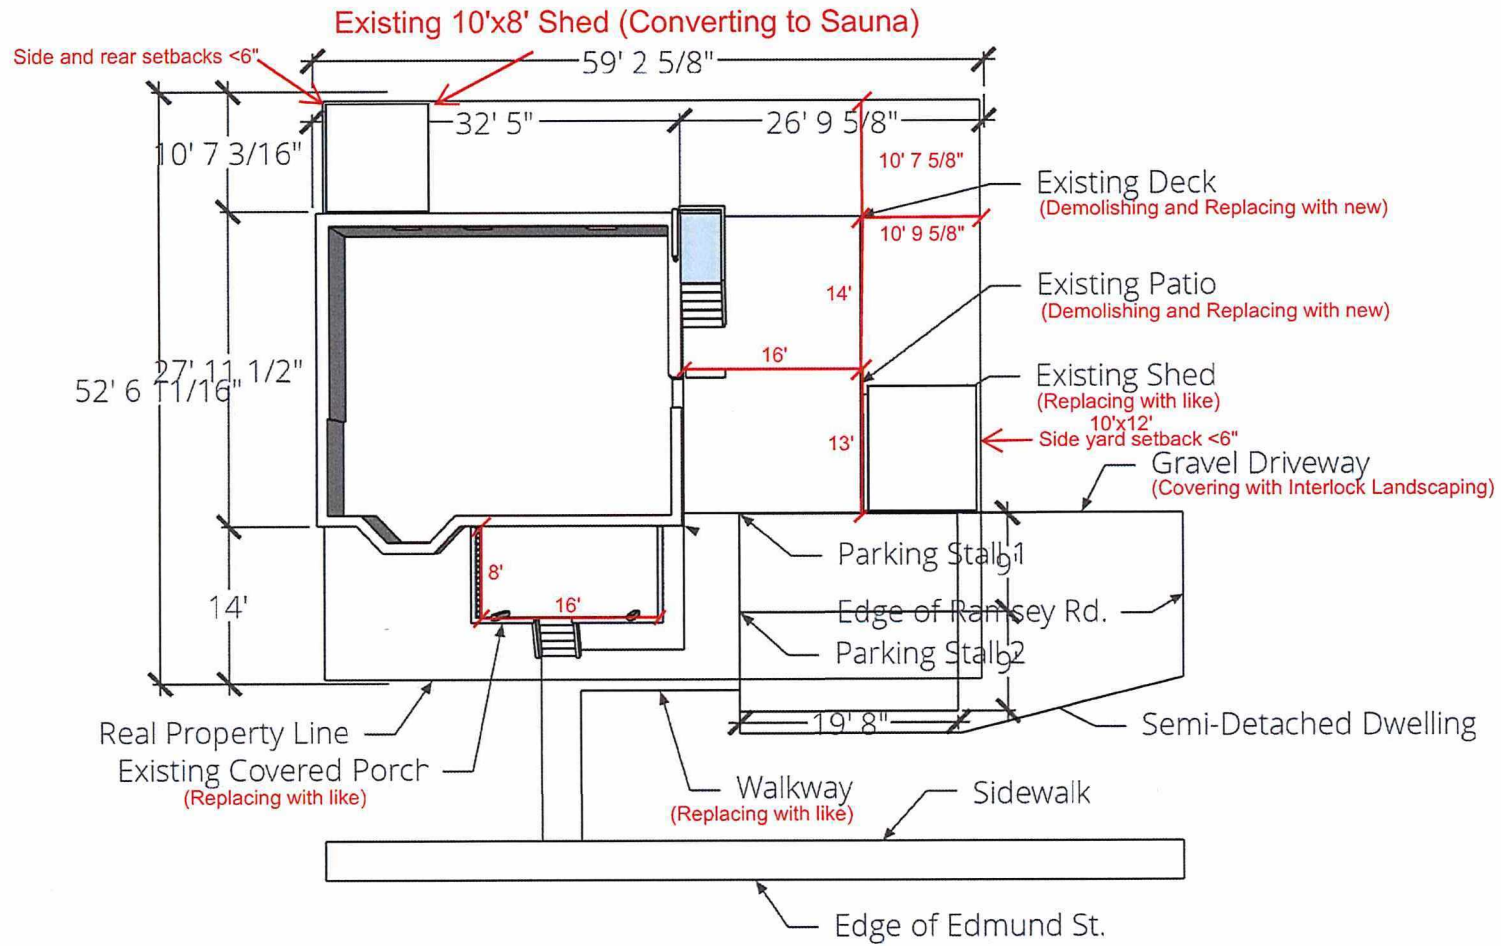 Existing 10'x8' Shed (Converting to Sauna)
Side and rear setbacks <6"
59' 2 5/8"
32' 5"
26' 9 5/8"
10' 7 3/16"
10' 7 5/8"
Existing Deck
(Demolishing and Replacing with new)
10' 9 5/8"
Existing Patio
(Demolishing and Replacing with new)
14'
16'
27' 11 1/2"
52' 6 11/16"
Existing Shed
(Replacing with like)
10'x12'
Side yard setback <6"
13'
Gravel Driveway
(Covering with Interlock Landscaping)
Parking Stall 1
9'
8'
16'
14'
Edge of Ramsey Rd.
Parking Stall 2
9'
19' 8"
Semi-Detached Dwelling
Real Property Line
Existing Covered Porch
(Replacing with like)
Walkway
(Replacing with like)
Sidewalk
Edge of Edmund St.